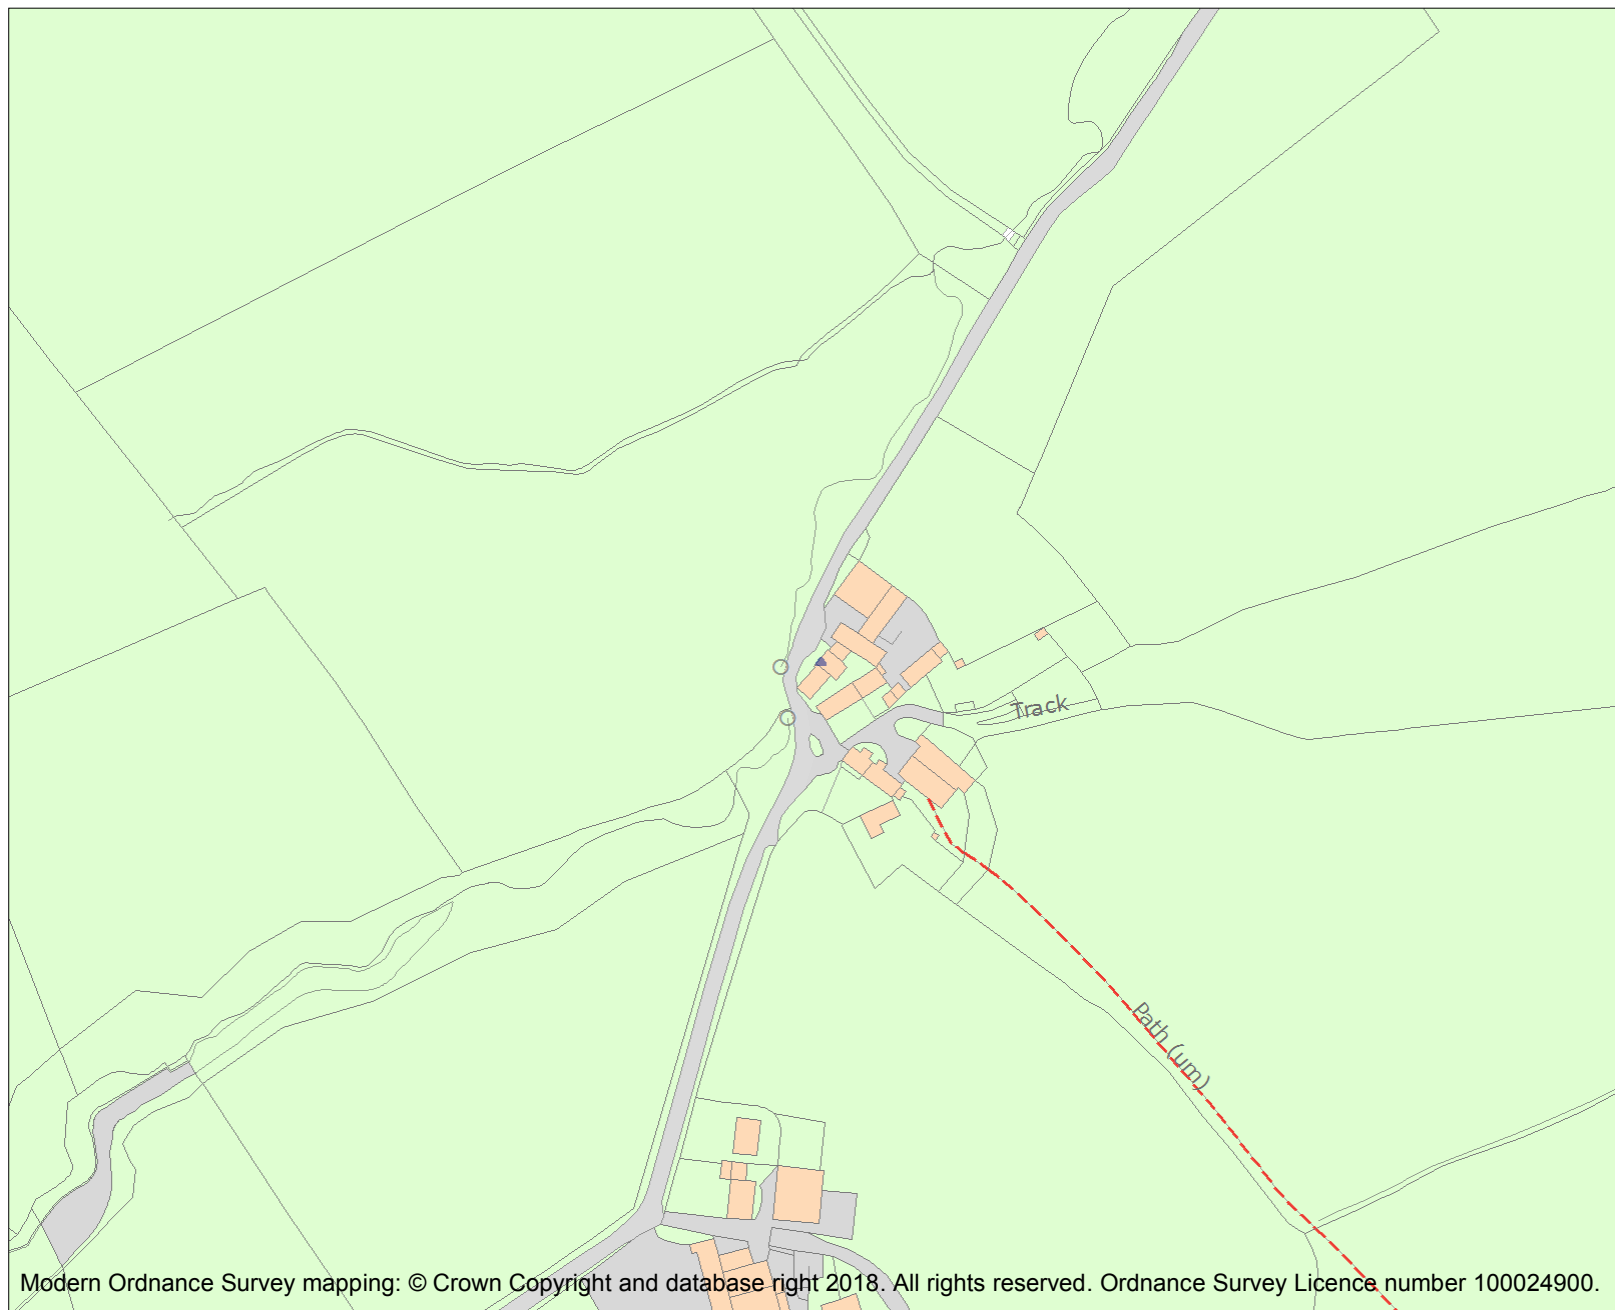 Track
Path (um)
Modern Ordnance Survey mapping: © Crown Copyright and database right 2018. All rights reserved. Ordnance Survey Licence number 100024900.